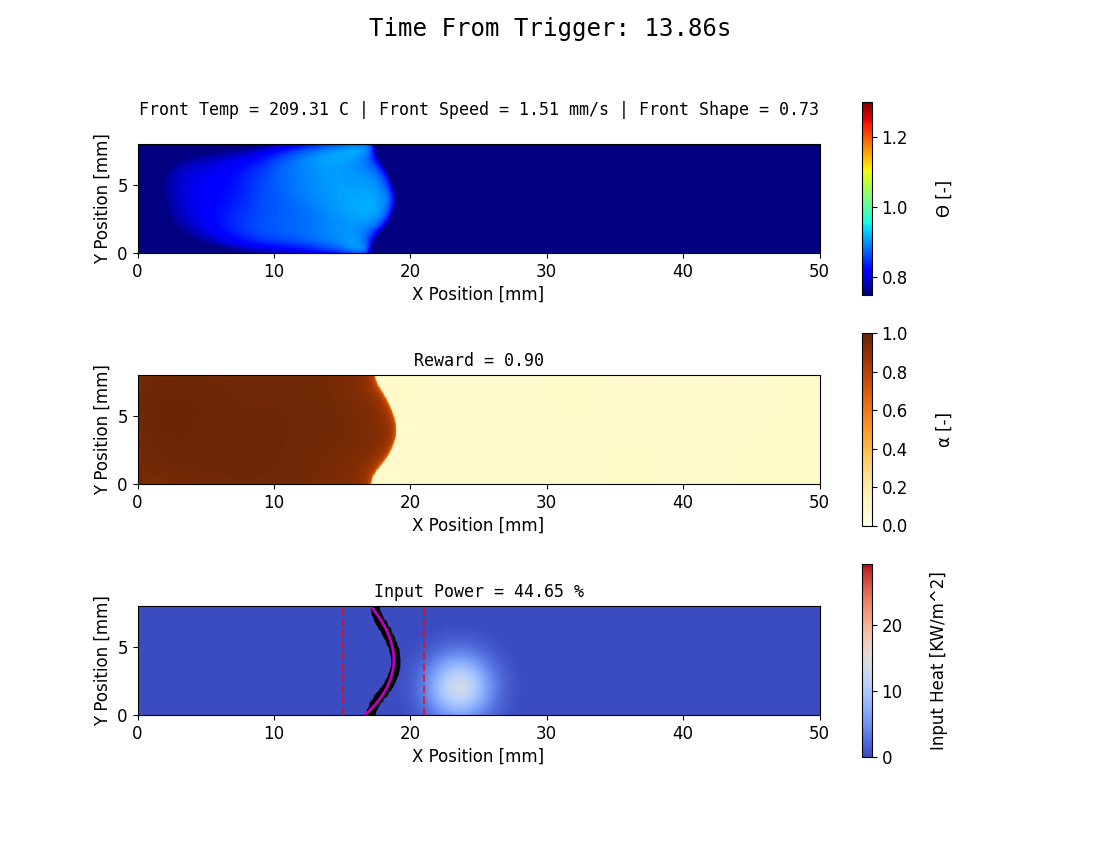 Time From Trigger: 13.86s
Front Temp = 209.31 C | Front Speed = 1.51 mm/s | Front Shape = 0.73
Y Position [mm]
5
0
0 10 20 30 40 50
X Position [mm]
1.2
1.0
0.8
Θ [-]
Reward = 0.90
Y Position [mm]
5
0
0 10 20 30 40 50
X Position [mm]
1.0
0.8
0.6
0.4
0.2
0.0
α [-]
Input Power = 44.65 %
Y Position [mm]
5
0
0 10 20 30 40 50
X Position [mm]
20
10
0
Input Heat [KW/m^2]